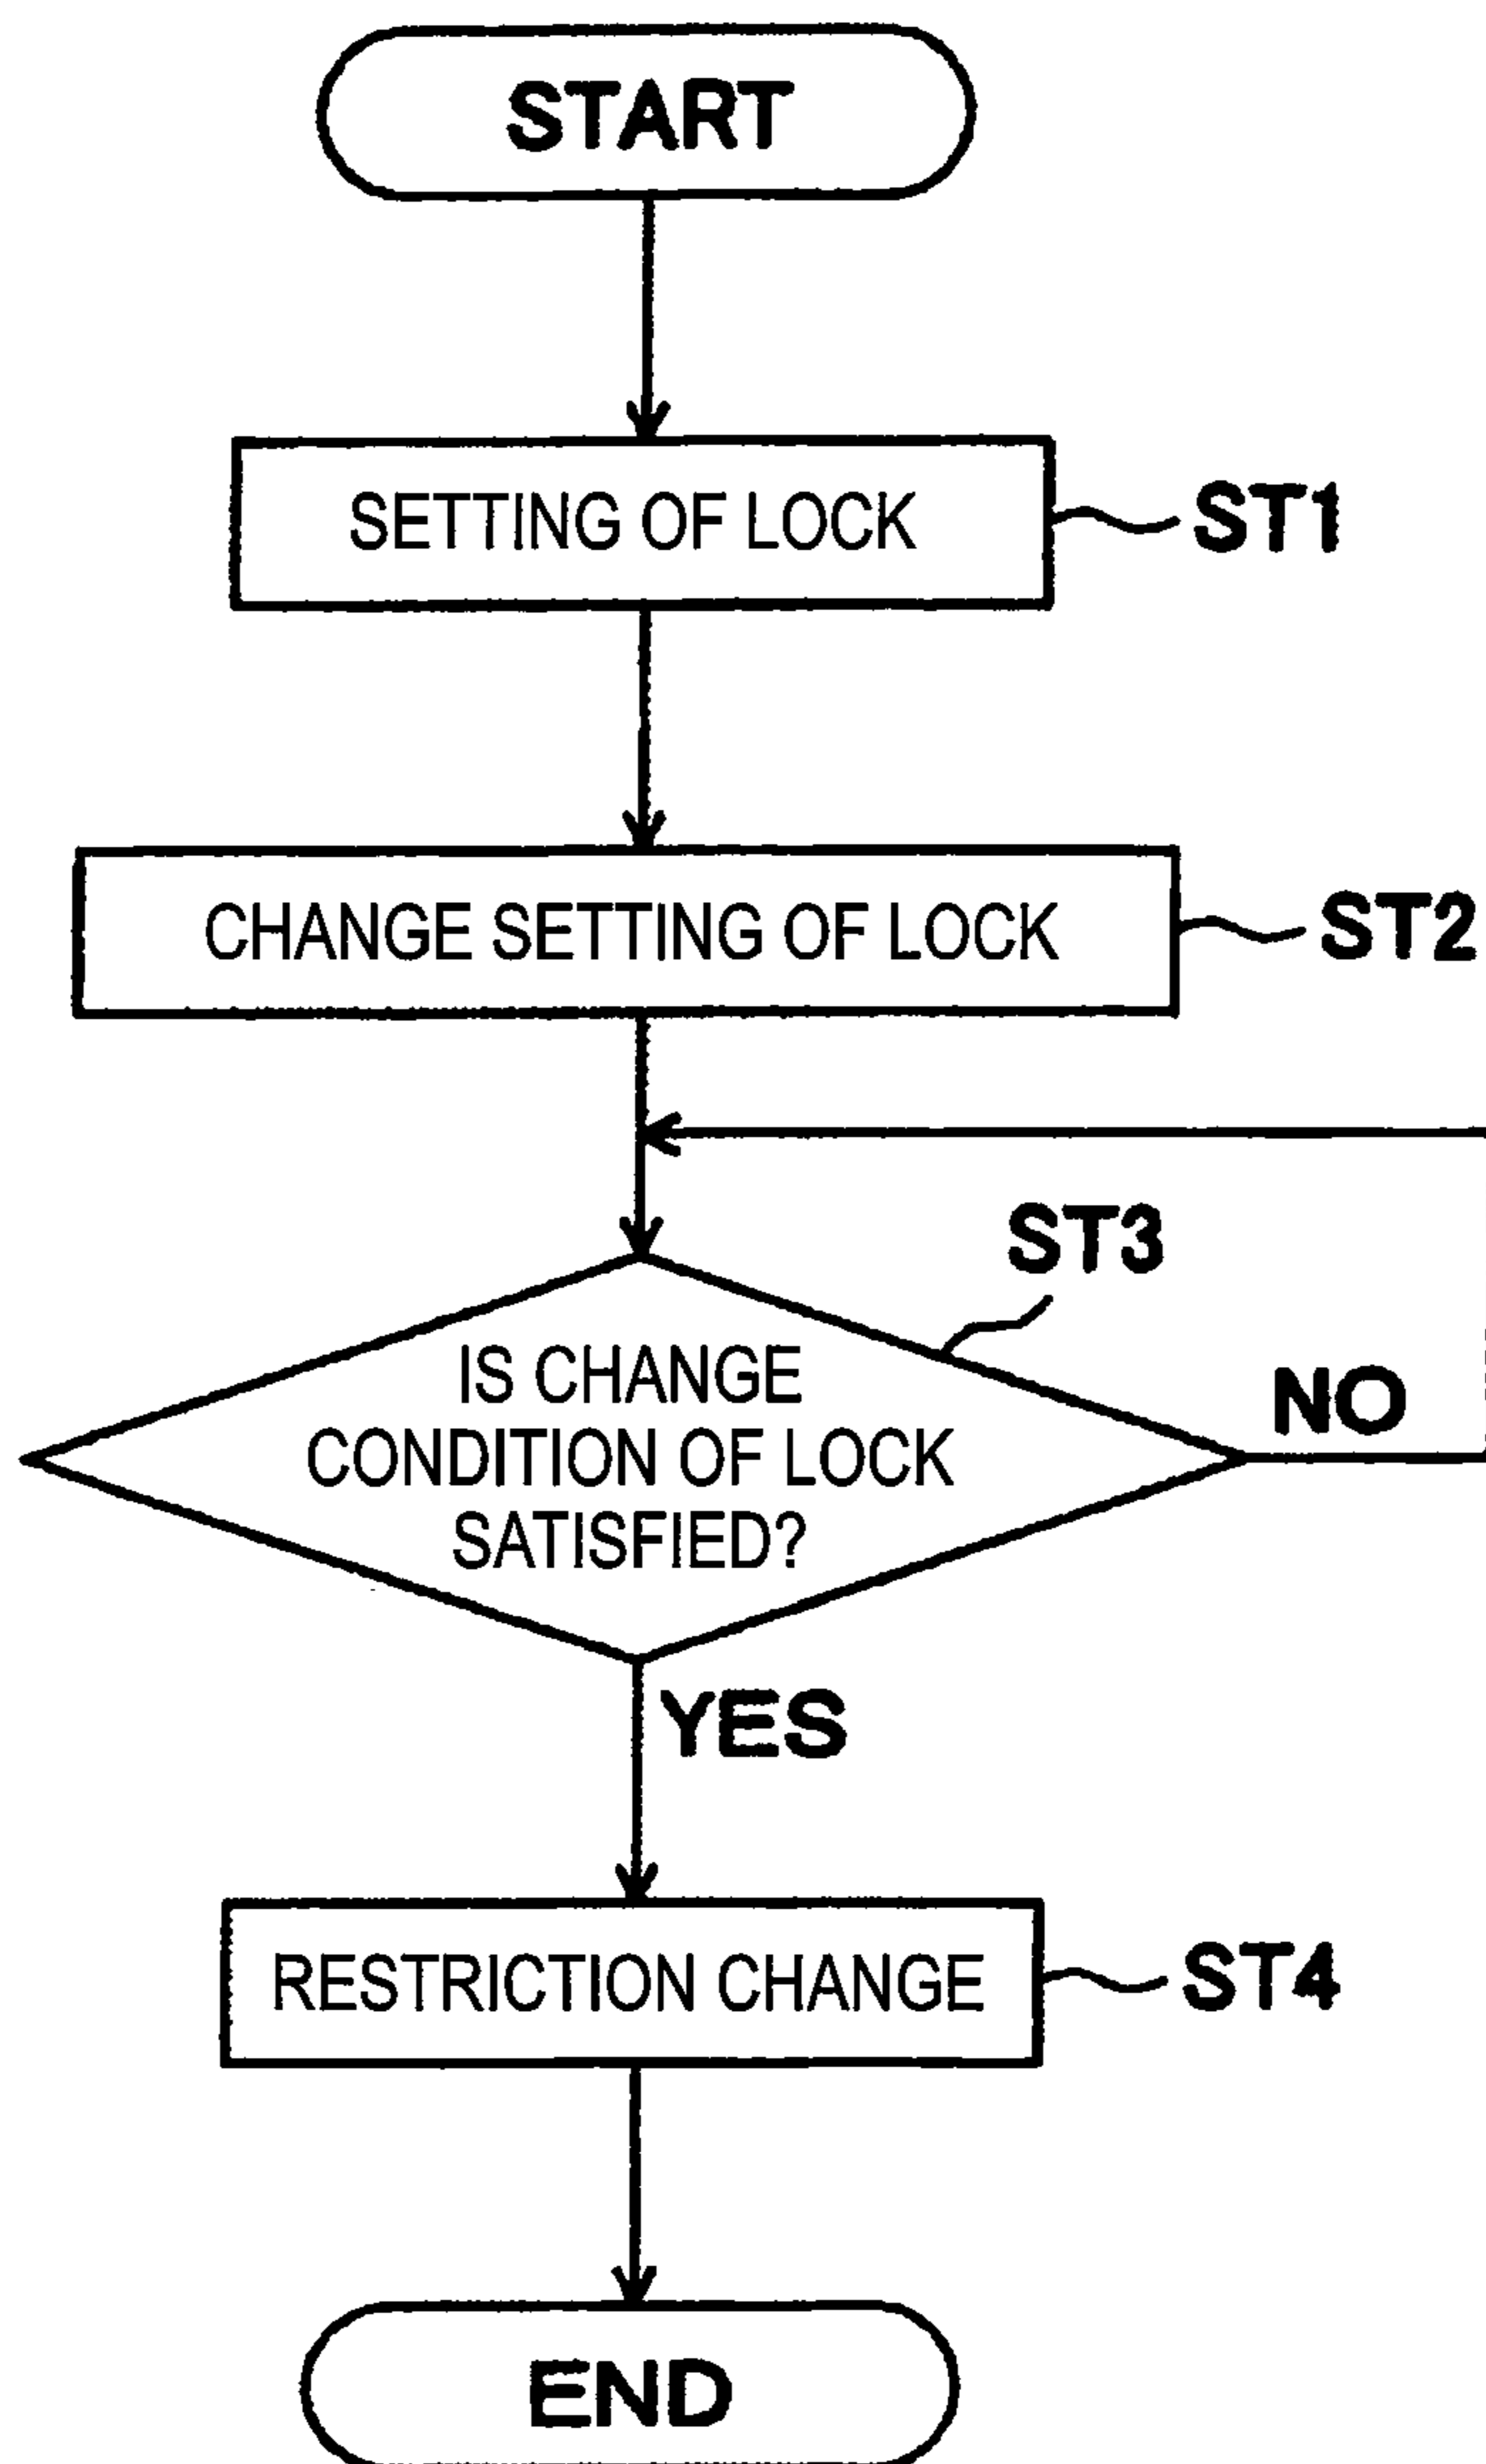 START
SETTING OF LOCK
ST1
CHANGE SETTING OF LOCK
ST2
ST3
IS CHANGE
CONDITION OF LOCK
SATISFIED?
NO
YES
RESTRICTION CHANGE
ST4
END